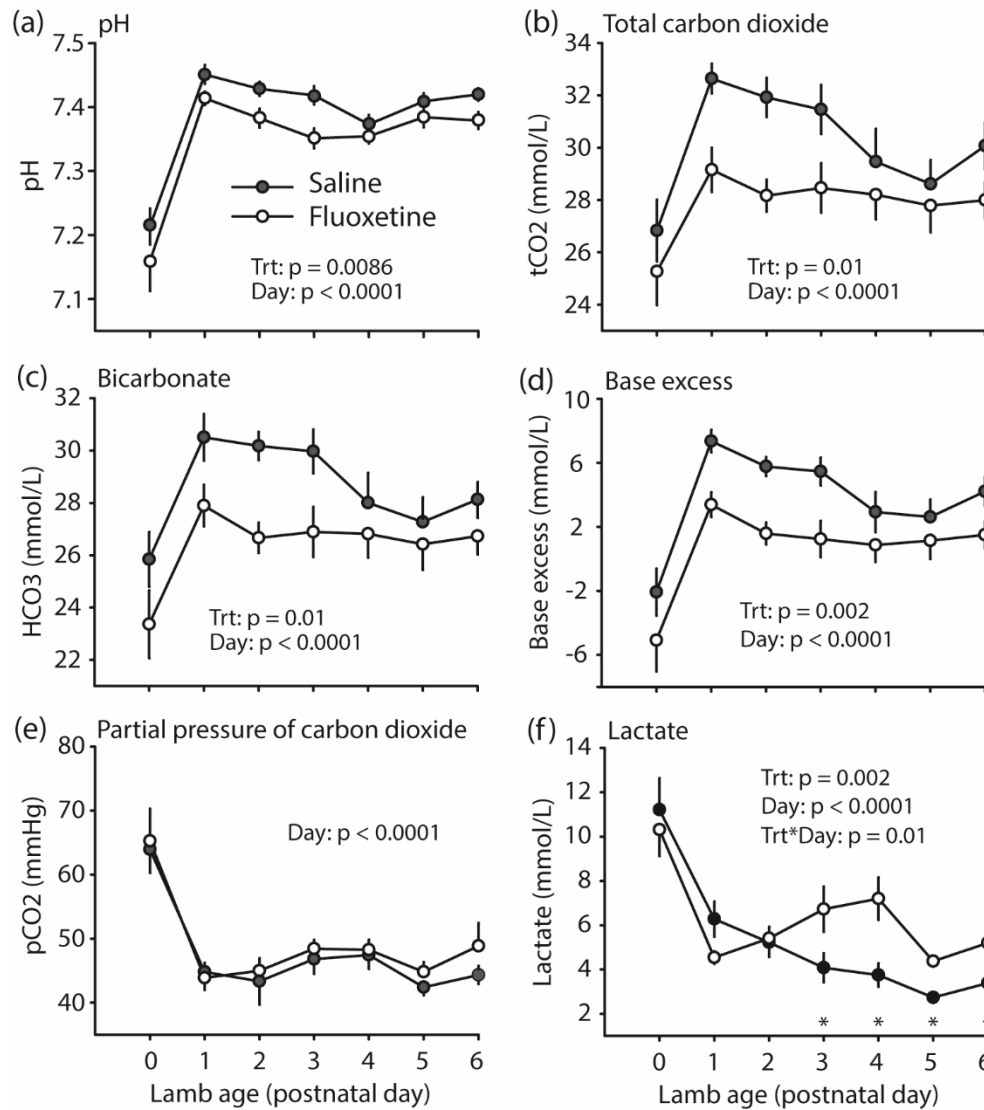 (a) pH
7.5
7.4
7.3
7.2
7.1
pH
Saline
Fluoxetine
Trt: p = 0.0086
Day: p < 0.0001
(b) Total carbon dioxide
34
32
30
28
26
24
tCO2 (mmol/L)
Trt: p = 0.01
Day: p < 0.0001
(c) Bicarbonate
32
30
28
26
24
22
HCO3 (mmol/L)
Trt: p = 0.01
Day: p < 0.0001
(d) Base excess
10
6
2
-2
-6
Base excess (mmol/L)
Trt: p = 0.002
Day: p < 0.0001
(e) Partial pressure of carbon dioxide
80
70
60
50
40
pCO2 (mmHg)
Day: p < 0.0001
0 1 2 3 4 5 6
Lamb age (postnatal day)
(f) Lactate
14
12
10
8
6
4
2
Lactate (mmol/L)
Trt: p = 0.002
Day: p < 0.0001
Trt*Day: p = 0.01
* * *
0 1 2 3 4 5 6
Lamb age (postnatal day)